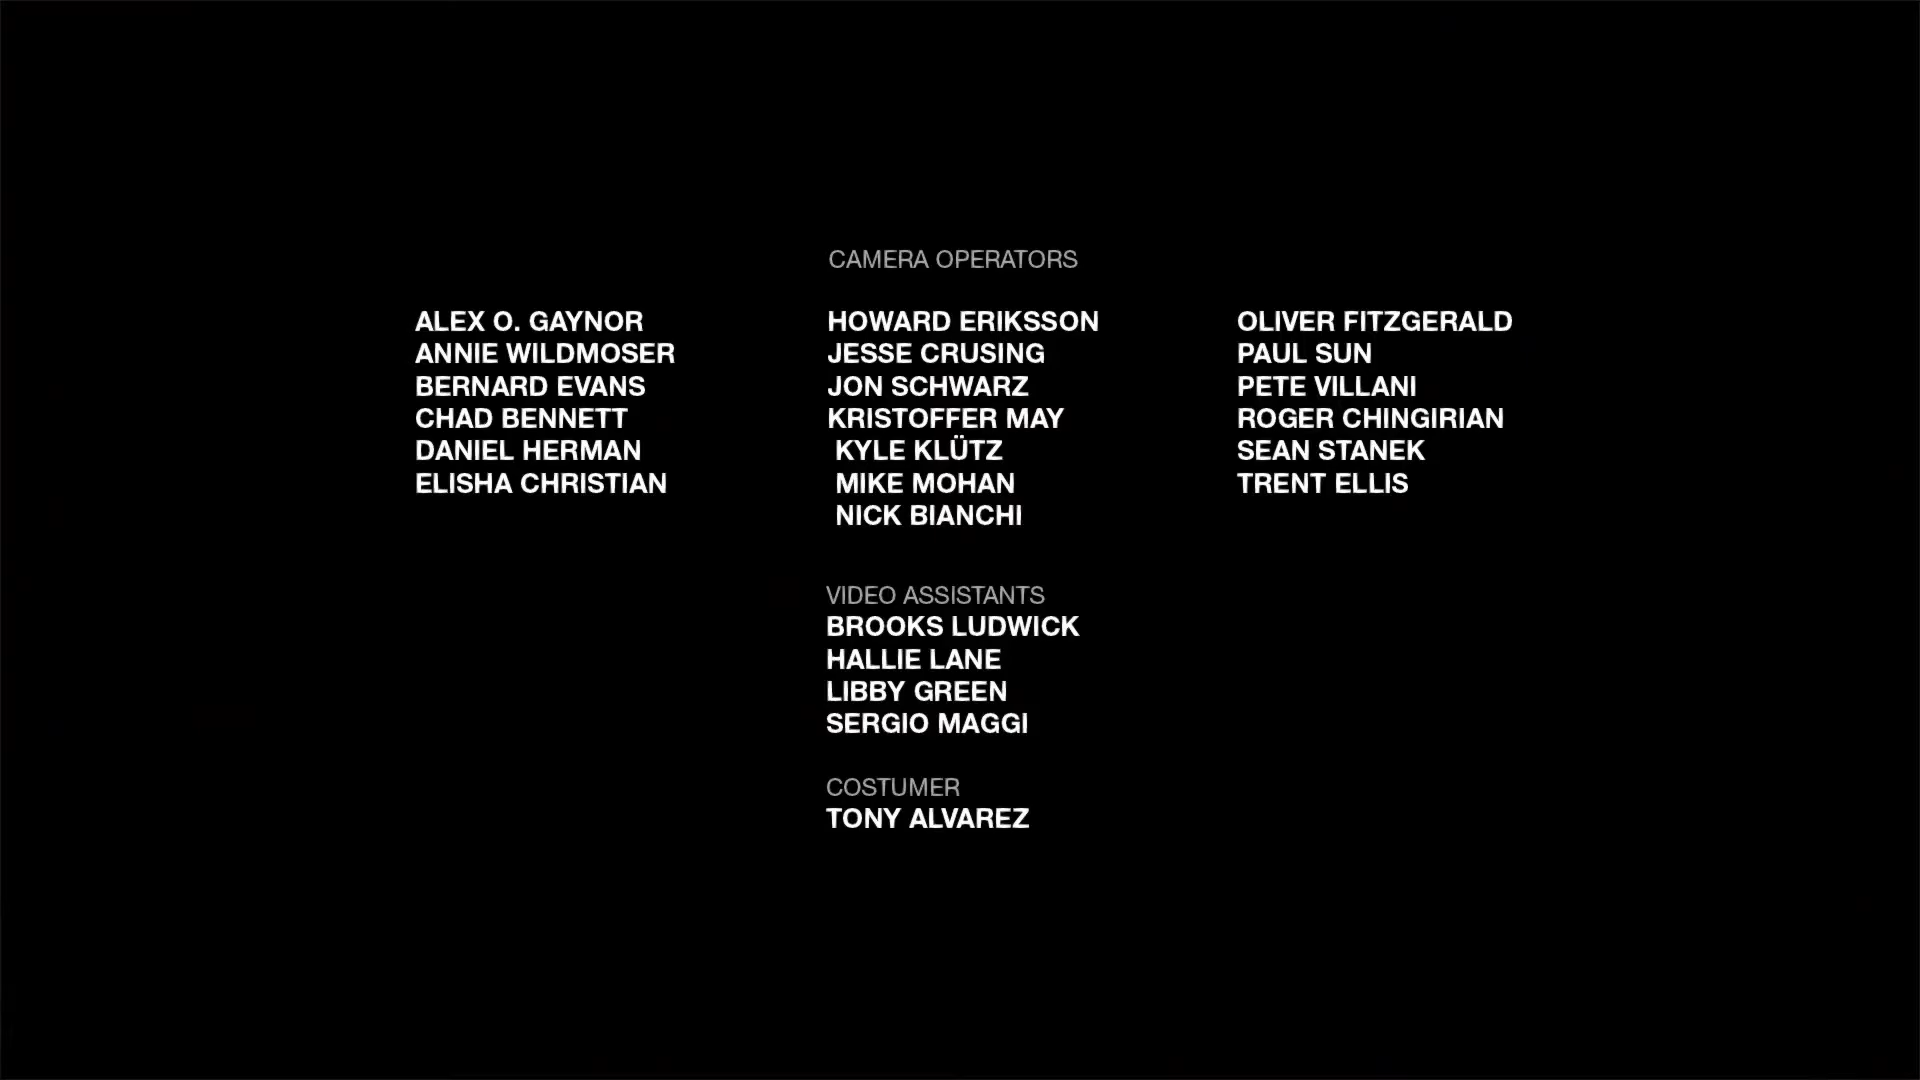 CAMERA OPERATORS
ALEX O. GAYNOR
ANNIE WILDMOSER
BERNARD EVANS
CHAD BENNETT
DANIEL HERMAN
ELISHA CHRISTIAN
HOWARD ERIKSSON
JESSE CRUSING
JON SCHWARZ
KRISTOFFER MAY
KYLE KLÜTZ
MIKE MOHAN
NICK BIANCHI
OLIVER FITZGERALD
PAUL SUN
PETE VILLANI
ROGER CHINGIRIAN
SEAN STANEK
TRENT ELLIS
VIDEO ASSISTANTS
BROOKS LUDWICK
HALLIE LANE
LIBBY GREEN
SERGIO MAGGI
COSTUMER
TONY ALVAREZ